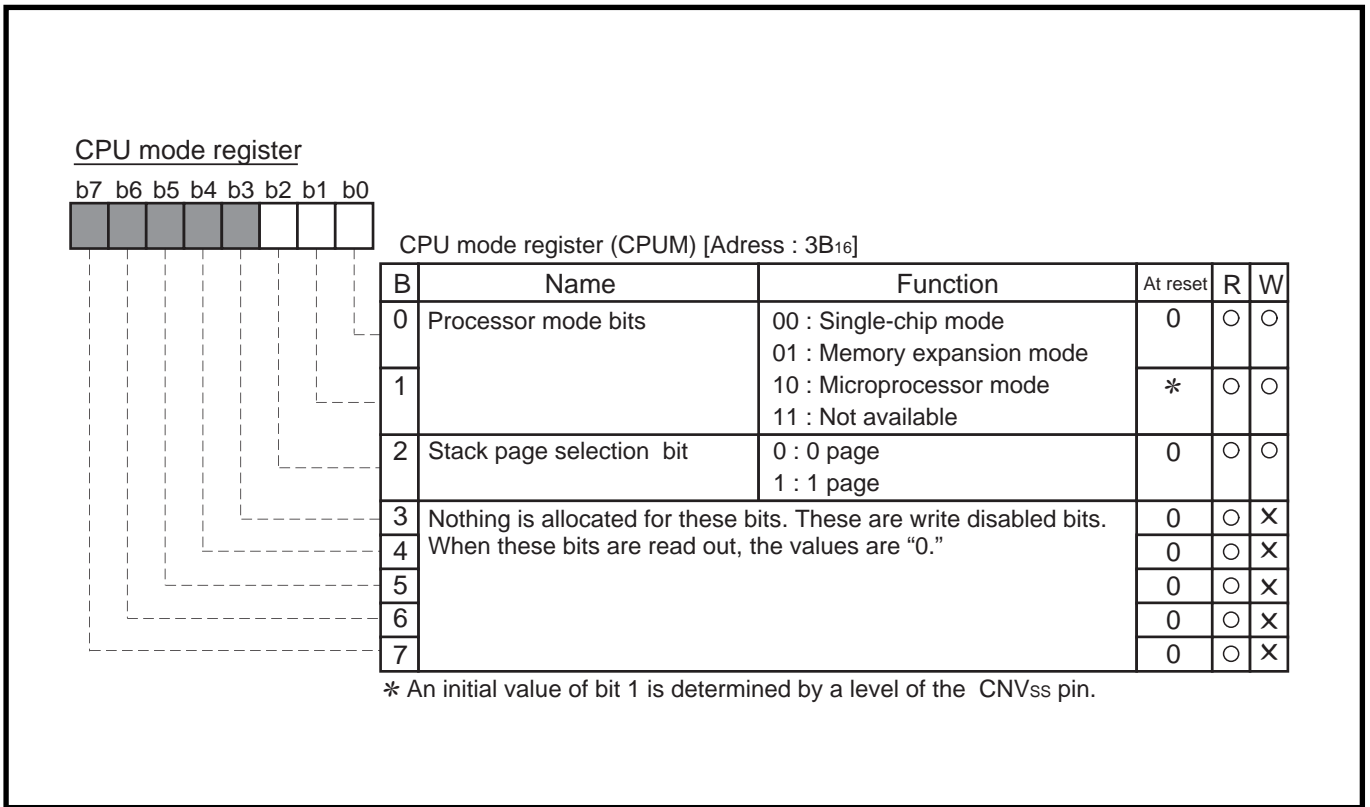 CPU mode register
b7 b6 b5 b4 b3 b2 b1 b0
CPU mode register (CPUM) [Adress : 3B16]
B Name Function At reset R W
0 Processor mode bits 00 : Single-chip mode 0 ○ ○
01 : Memory expansion mode
1 10 : Microprocessor mode * ○ ○
11 : Not available
2 Stack page selection bit 0 : 0 page 0 ○ ○
1 : 1 page
3 Nothing is allocated for these bits. These are write disabled bits. 0 ○ ×
4 When these bits are read out, the values are “0.” 0 ○ ×
5 0 ○ ×
6 0 ○ ×
7 0 ○ ×
* An initial value of bit 1 is determined by a level of the CNVSS pin.